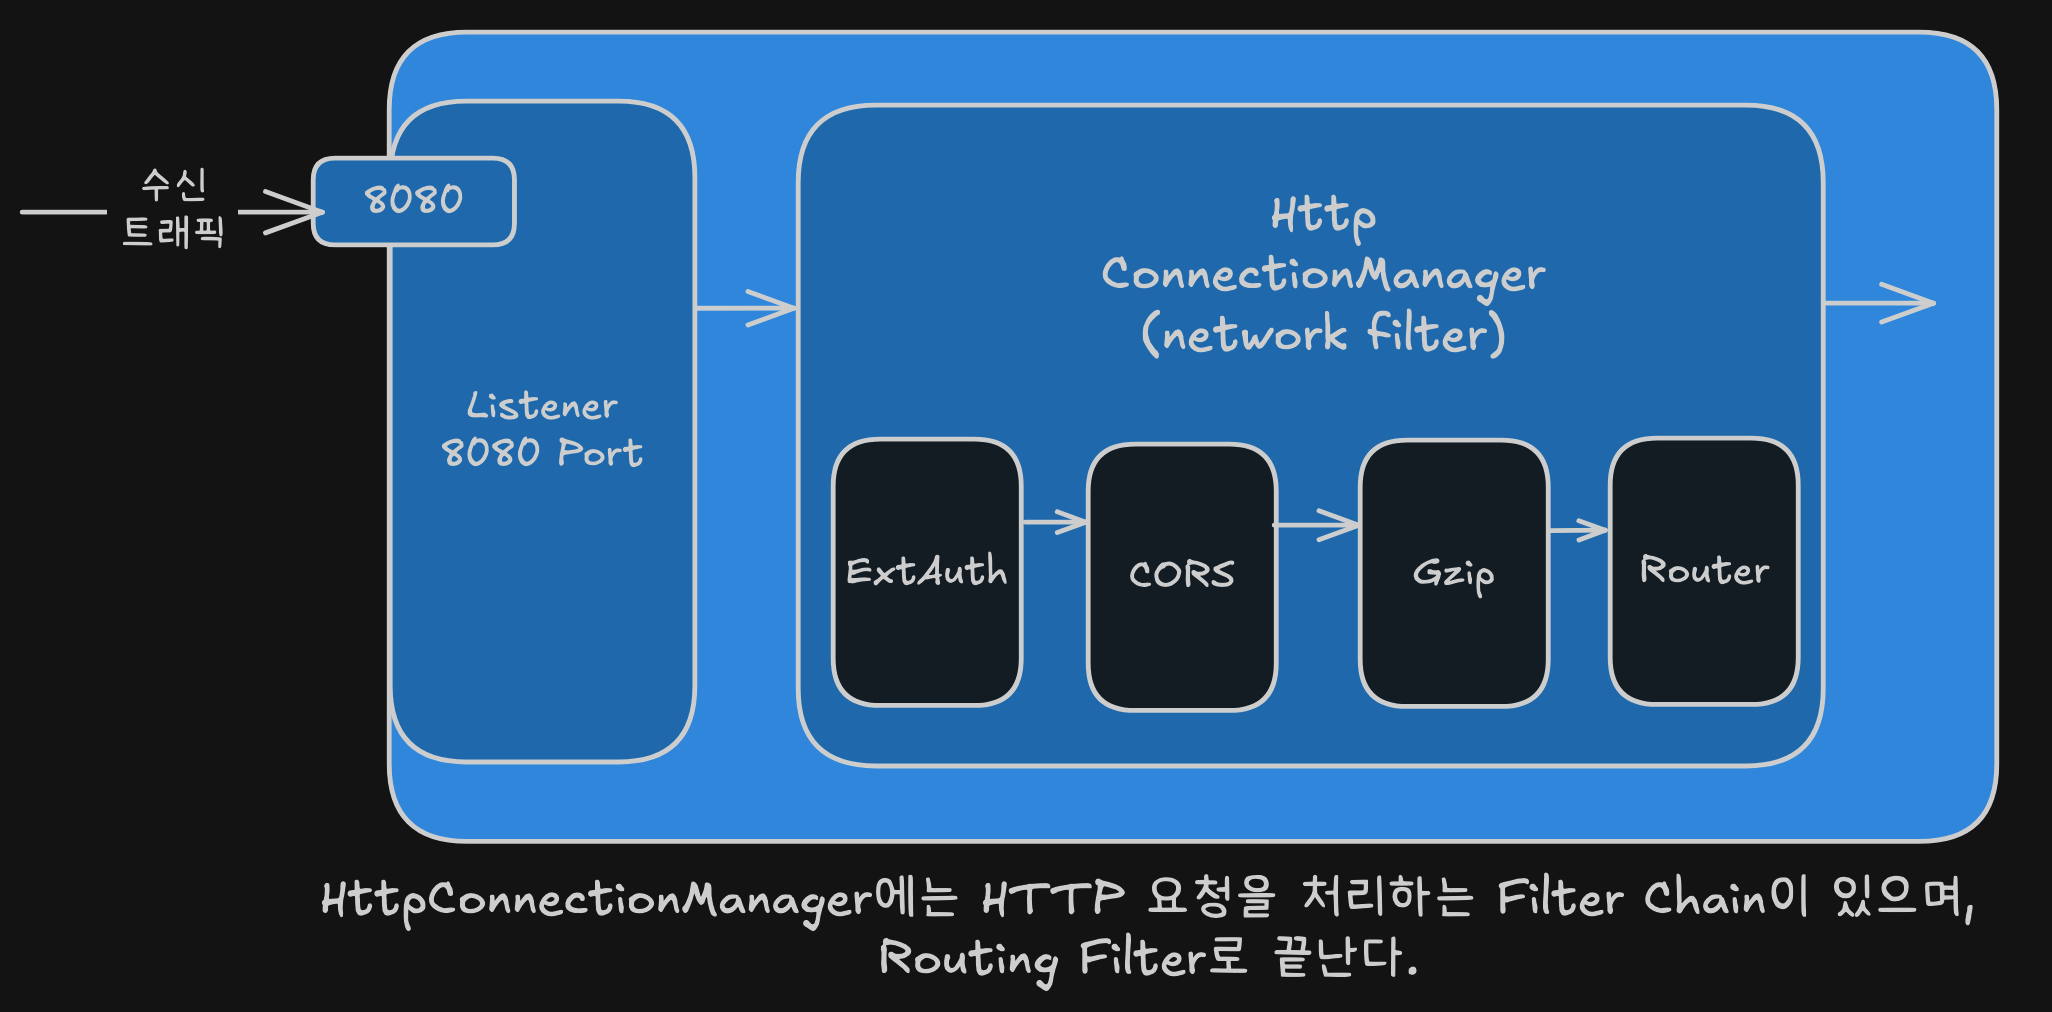 수신
트래픽
8080
Listener
8080 Port
Http
ConnectionManager
(network filter)
ExtAuth
CORS
Gzip
Router
HttpConnectionManager에는 HTTP 요청을 처리하는 Filter Chain이 있으며,
Routing Filter로 끝난다.